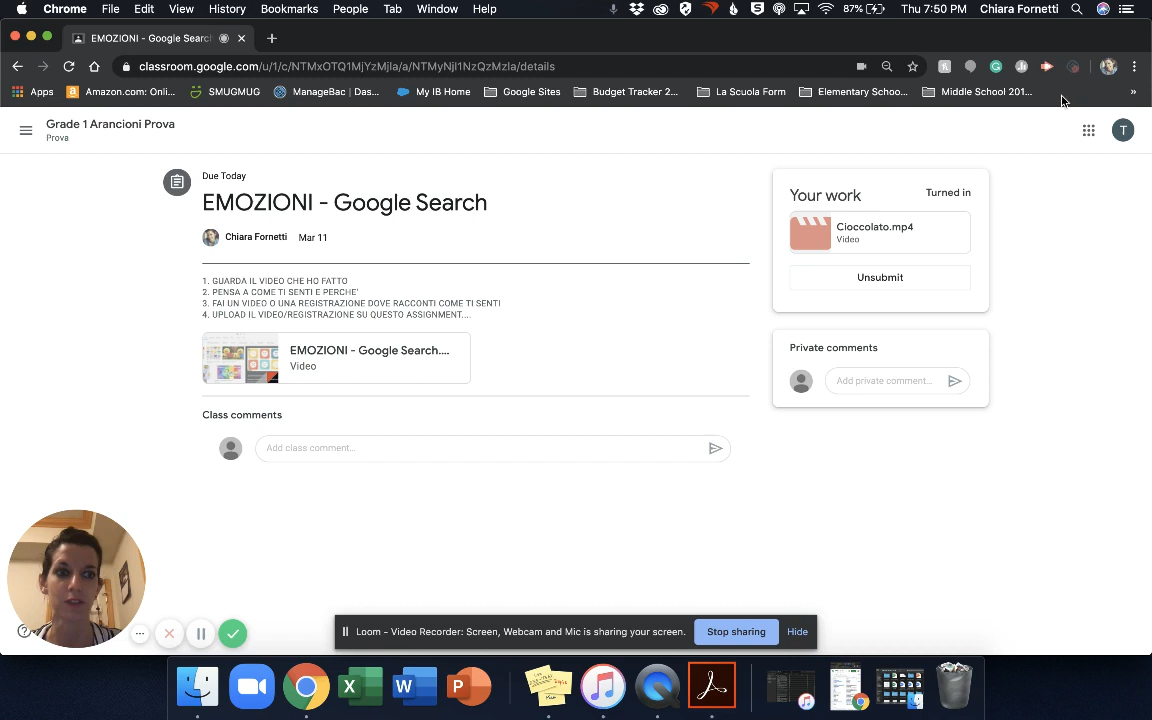 Chrome File Edit View History Bookmarks People Tab Window Help 87% Thu 7:50 PM Chiara Fornetti
EMOZIONI - Google Search
classroom.google.com/u/1/c/NTMxOTQ1MjYzMjla/a/NTMyNjI1NzQzMzla/details
Apps Amazon.com: Onli... SMUGMUG ManageBac | Das... My IB Home Google Sites Budget Tracker 2... La Scuola Form Elementary Schoo... Middle School 201... »
Grade 1 Arancioni Prova
Prova
T
Due Today
EMOZIONI - Google Search
Chiara Fornetti Mar 11
1. GUARDA IL VIDEO CHE HO FATTO
2. PENSA A COME TI SENTI E PERCHE'
3. FAI UN VIDEO O UNA REGISTRAZIONE DOVE RACCONTI COME TI SENTI
4. UPLOAD IL VIDEO/REGISTRAZIONE SU QUESTO ASSIGNMENT....
EMOZIONI - Google Search....
Video
Class comments
Add class comment...
Your work Turned in
Cioccolato.mp4
Video
Unsubmit
Private comments
Add private comment...
Loom - Video Recorder: Screen, Webcam and Mic is sharing your screen. Stop sharing Hide
X W P